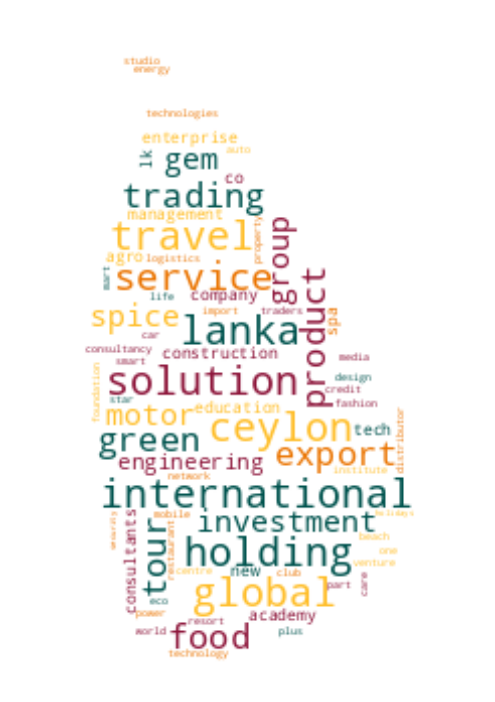 studio
energy
technologies
enterprise
auto
lk
gem
co
trading
management
travel
property
group
agro
logistics
mart
service
product
life
company
spice
import
traders
spa
lanka
car
consultancy
construction
smart
media
solution
design
credit
foundation
star
fashion
motor
education
ceylon
tech
distributor
green
export
engineering
institute
network
international
consultants
mobile
holidays
security
investment
tour
restaurant
beach
holding
one
centre
new
club
venture
part
care
eco
global
power
resort
academy
world
food
plus
technology